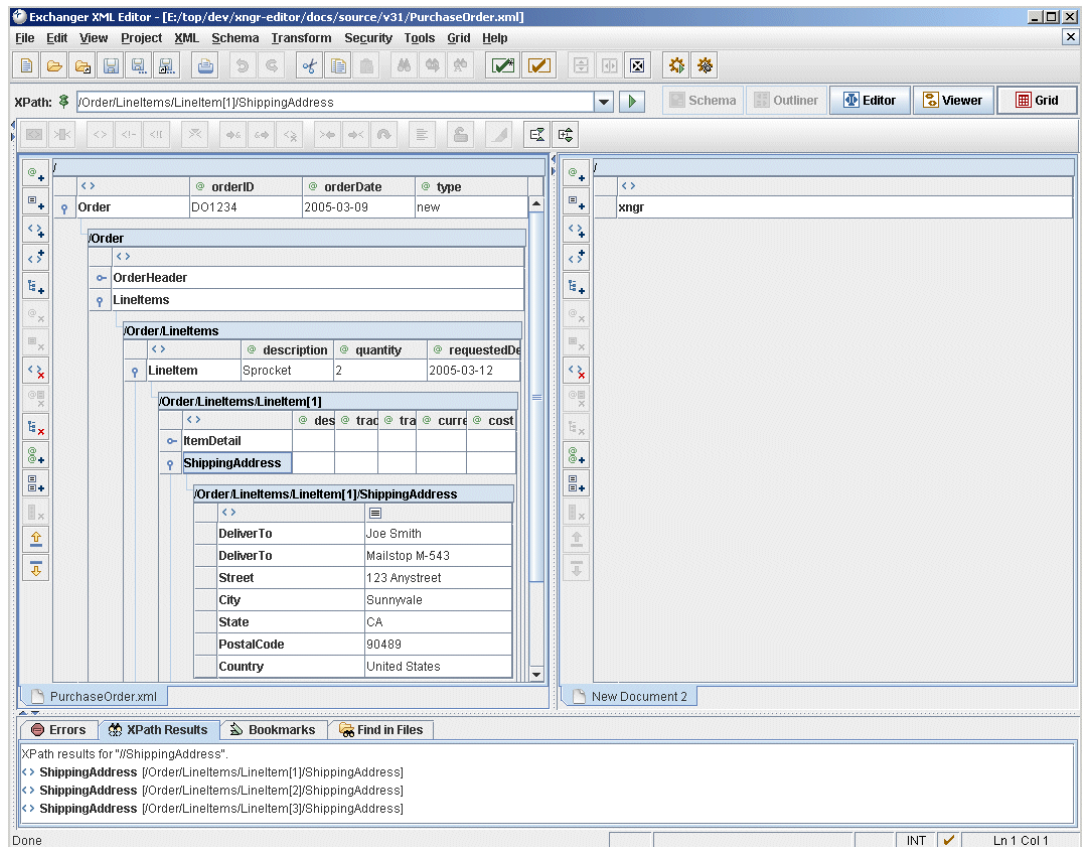 Exchanger XML Editor - [E:/top/dev/xngr-editor/docs/source/v31/PurchaseOrder.xml]
File Edit View Project XML Schema Transform Security Tools Grid Help
XPath: /Order/LineItems/LineItem[1]/ShippingAddress
Schema Outliner Editor Viewer Grid
/
<> @ orderID @ orderDate @ type
Order DO1234 2005-03-09 new
/Order
<>
OrderHeader
LineItems
/Order/LineItems
<> @ description @ quantity @ requestedDe
LineItem Sprocket 2 2005-03-12
/Order/LineItems/LineItem[1]
<> @ des @ trac @ tra @ curre @ cost
ItemDetail
ShippingAddress
/Order/LineItems/LineItem[1]/ShippingAddress
<>
DeliverTo Joe Smith
DeliverTo Mailstop M-543
Street 123 Anystreet
City Sunnyvale
State CA
PostalCode 90489
Country United States
PurchaseOrder.xml
/
<>
xngr
New Document 2
Errors XPath Results Bookmarks Find in Files
XPath results for "//ShippingAddress".
<> ShippingAddress [/Order/LineItems/LineItem[1]/ShippingAddress]
<> ShippingAddress [/Order/LineItems/LineItem[2]/ShippingAddress]
<> ShippingAddress [/Order/LineItems/LineItem[3]/ShippingAddress]
Done INT Ln 1 Col 1